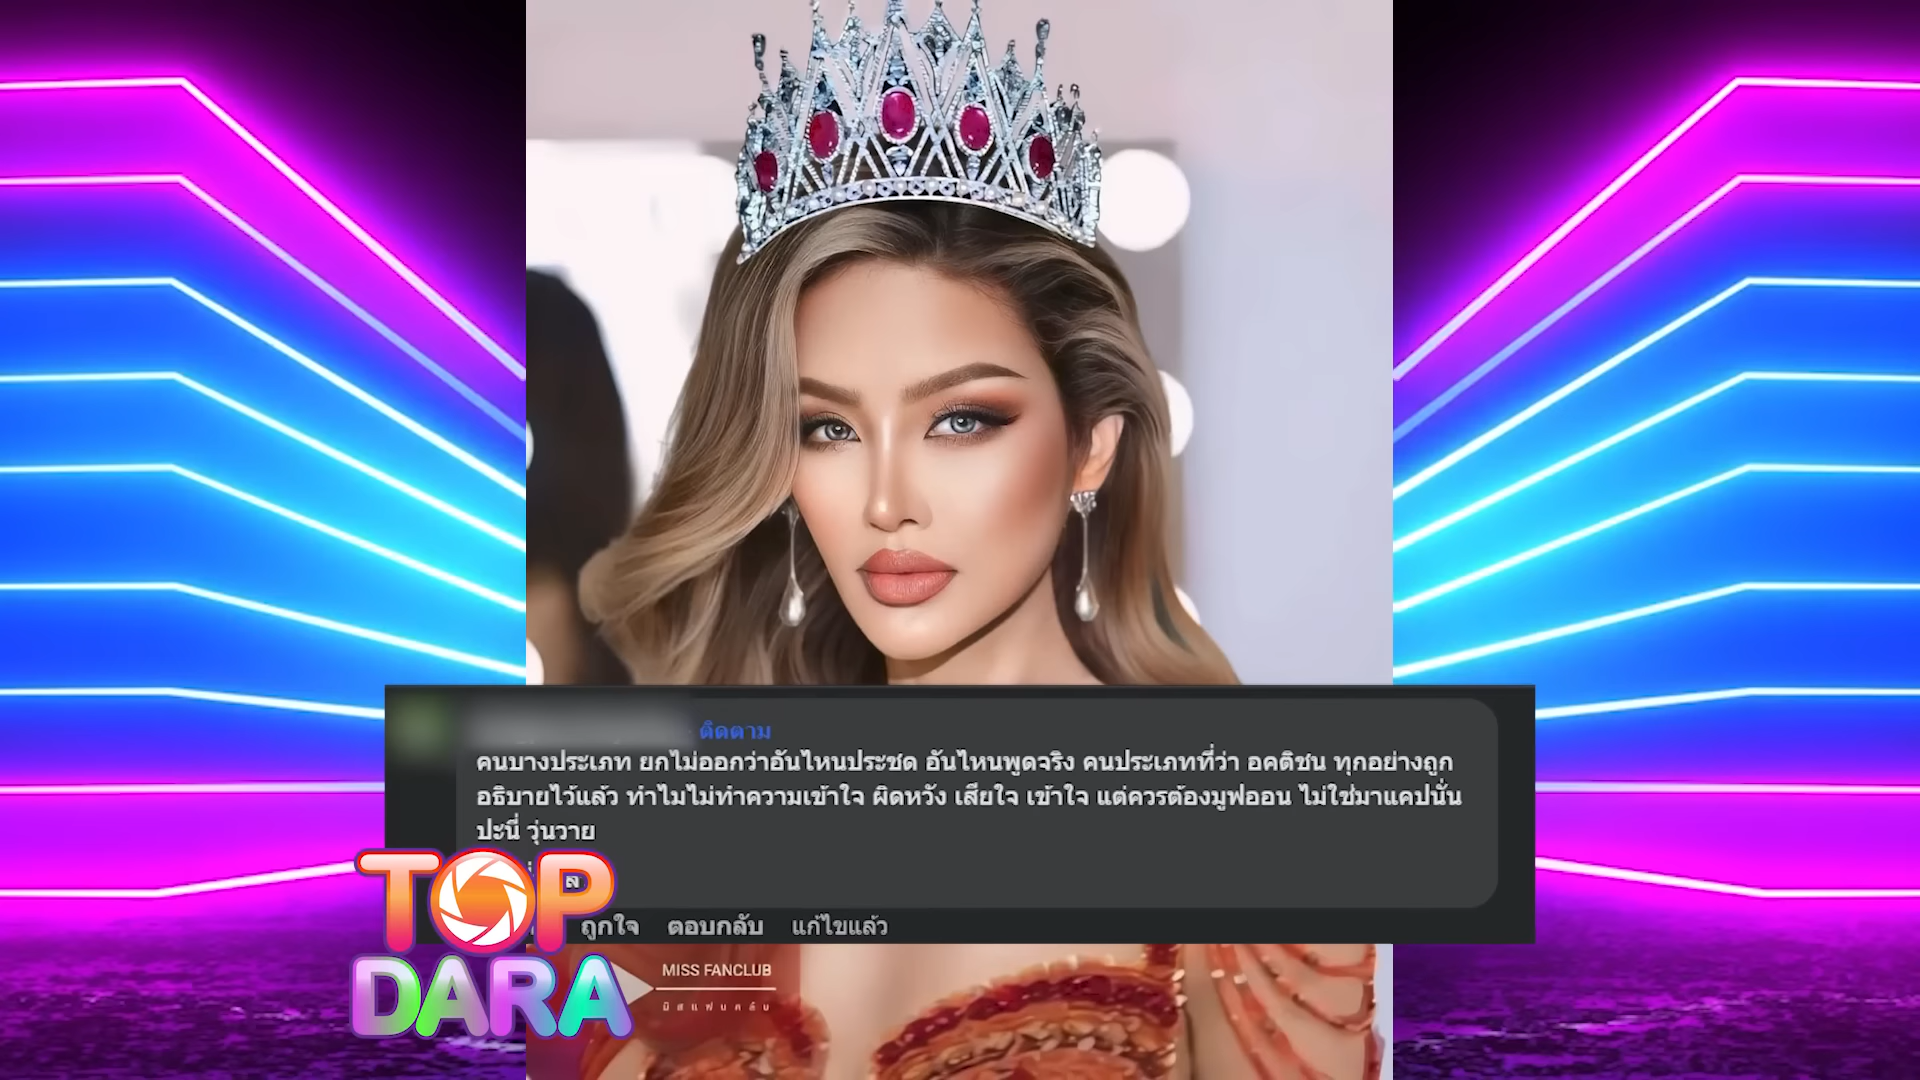 ติดตาม
คนบางประเภท ยกไม่ออกว่าอันไหนประชด อันไหนพูดจริง คนประเภทที่ว่า อคติชน ทุกอย่างถูก
อธิบายไว้แล้ว ทำไมไม่ทำความเข้าใจ ผิดหวัง เสียใจ เข้าใจ แต่ควรต้องมูฟออน ไม่ใช่มาแคปนั่น
ปะนี่ วุ่นวาย
ถูกใจ ตอบกลับ แก้ไขแล้ว
TOP
DARA
MISS FANCLUB
มิสแฟนคลับ